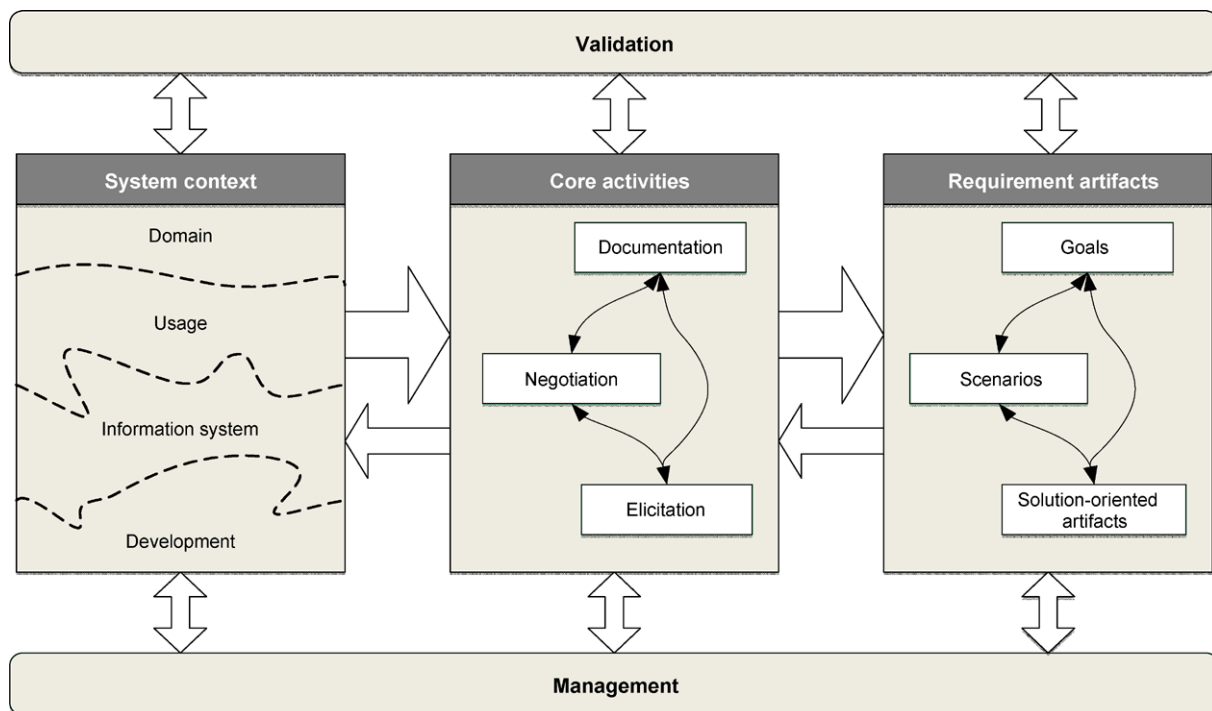 Validation
System context
Core activities
Requirement artifacts
Domain
Usage
Information system
Development
Documentation
Negotiation
Elicitation
Goals
Scenarios
Solution-oriented
artifacts
Management